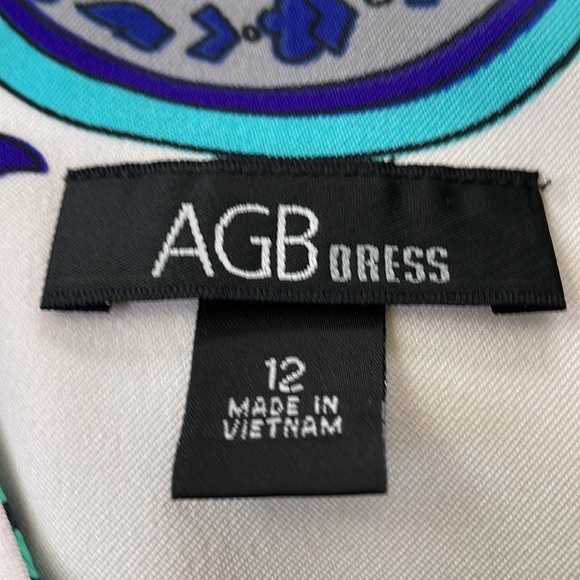 AGB DRESS
12
MADE IN
VIETNAM